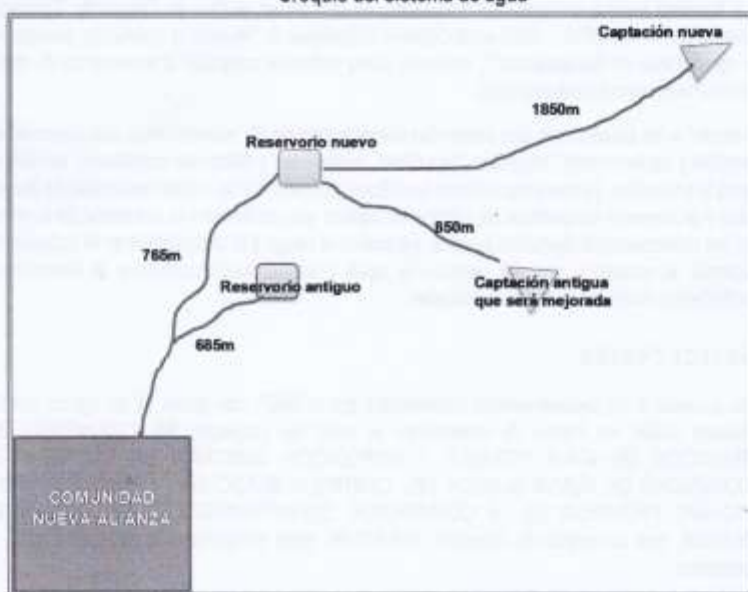 Croquis del sistema de agua
Captación nueva
1850m
Reservorio nuevo
850m
765m
Reservorio antiguo
Captación antigua
que será mejorada
685m
COMUNIDAD
NUEVA ALIANZA